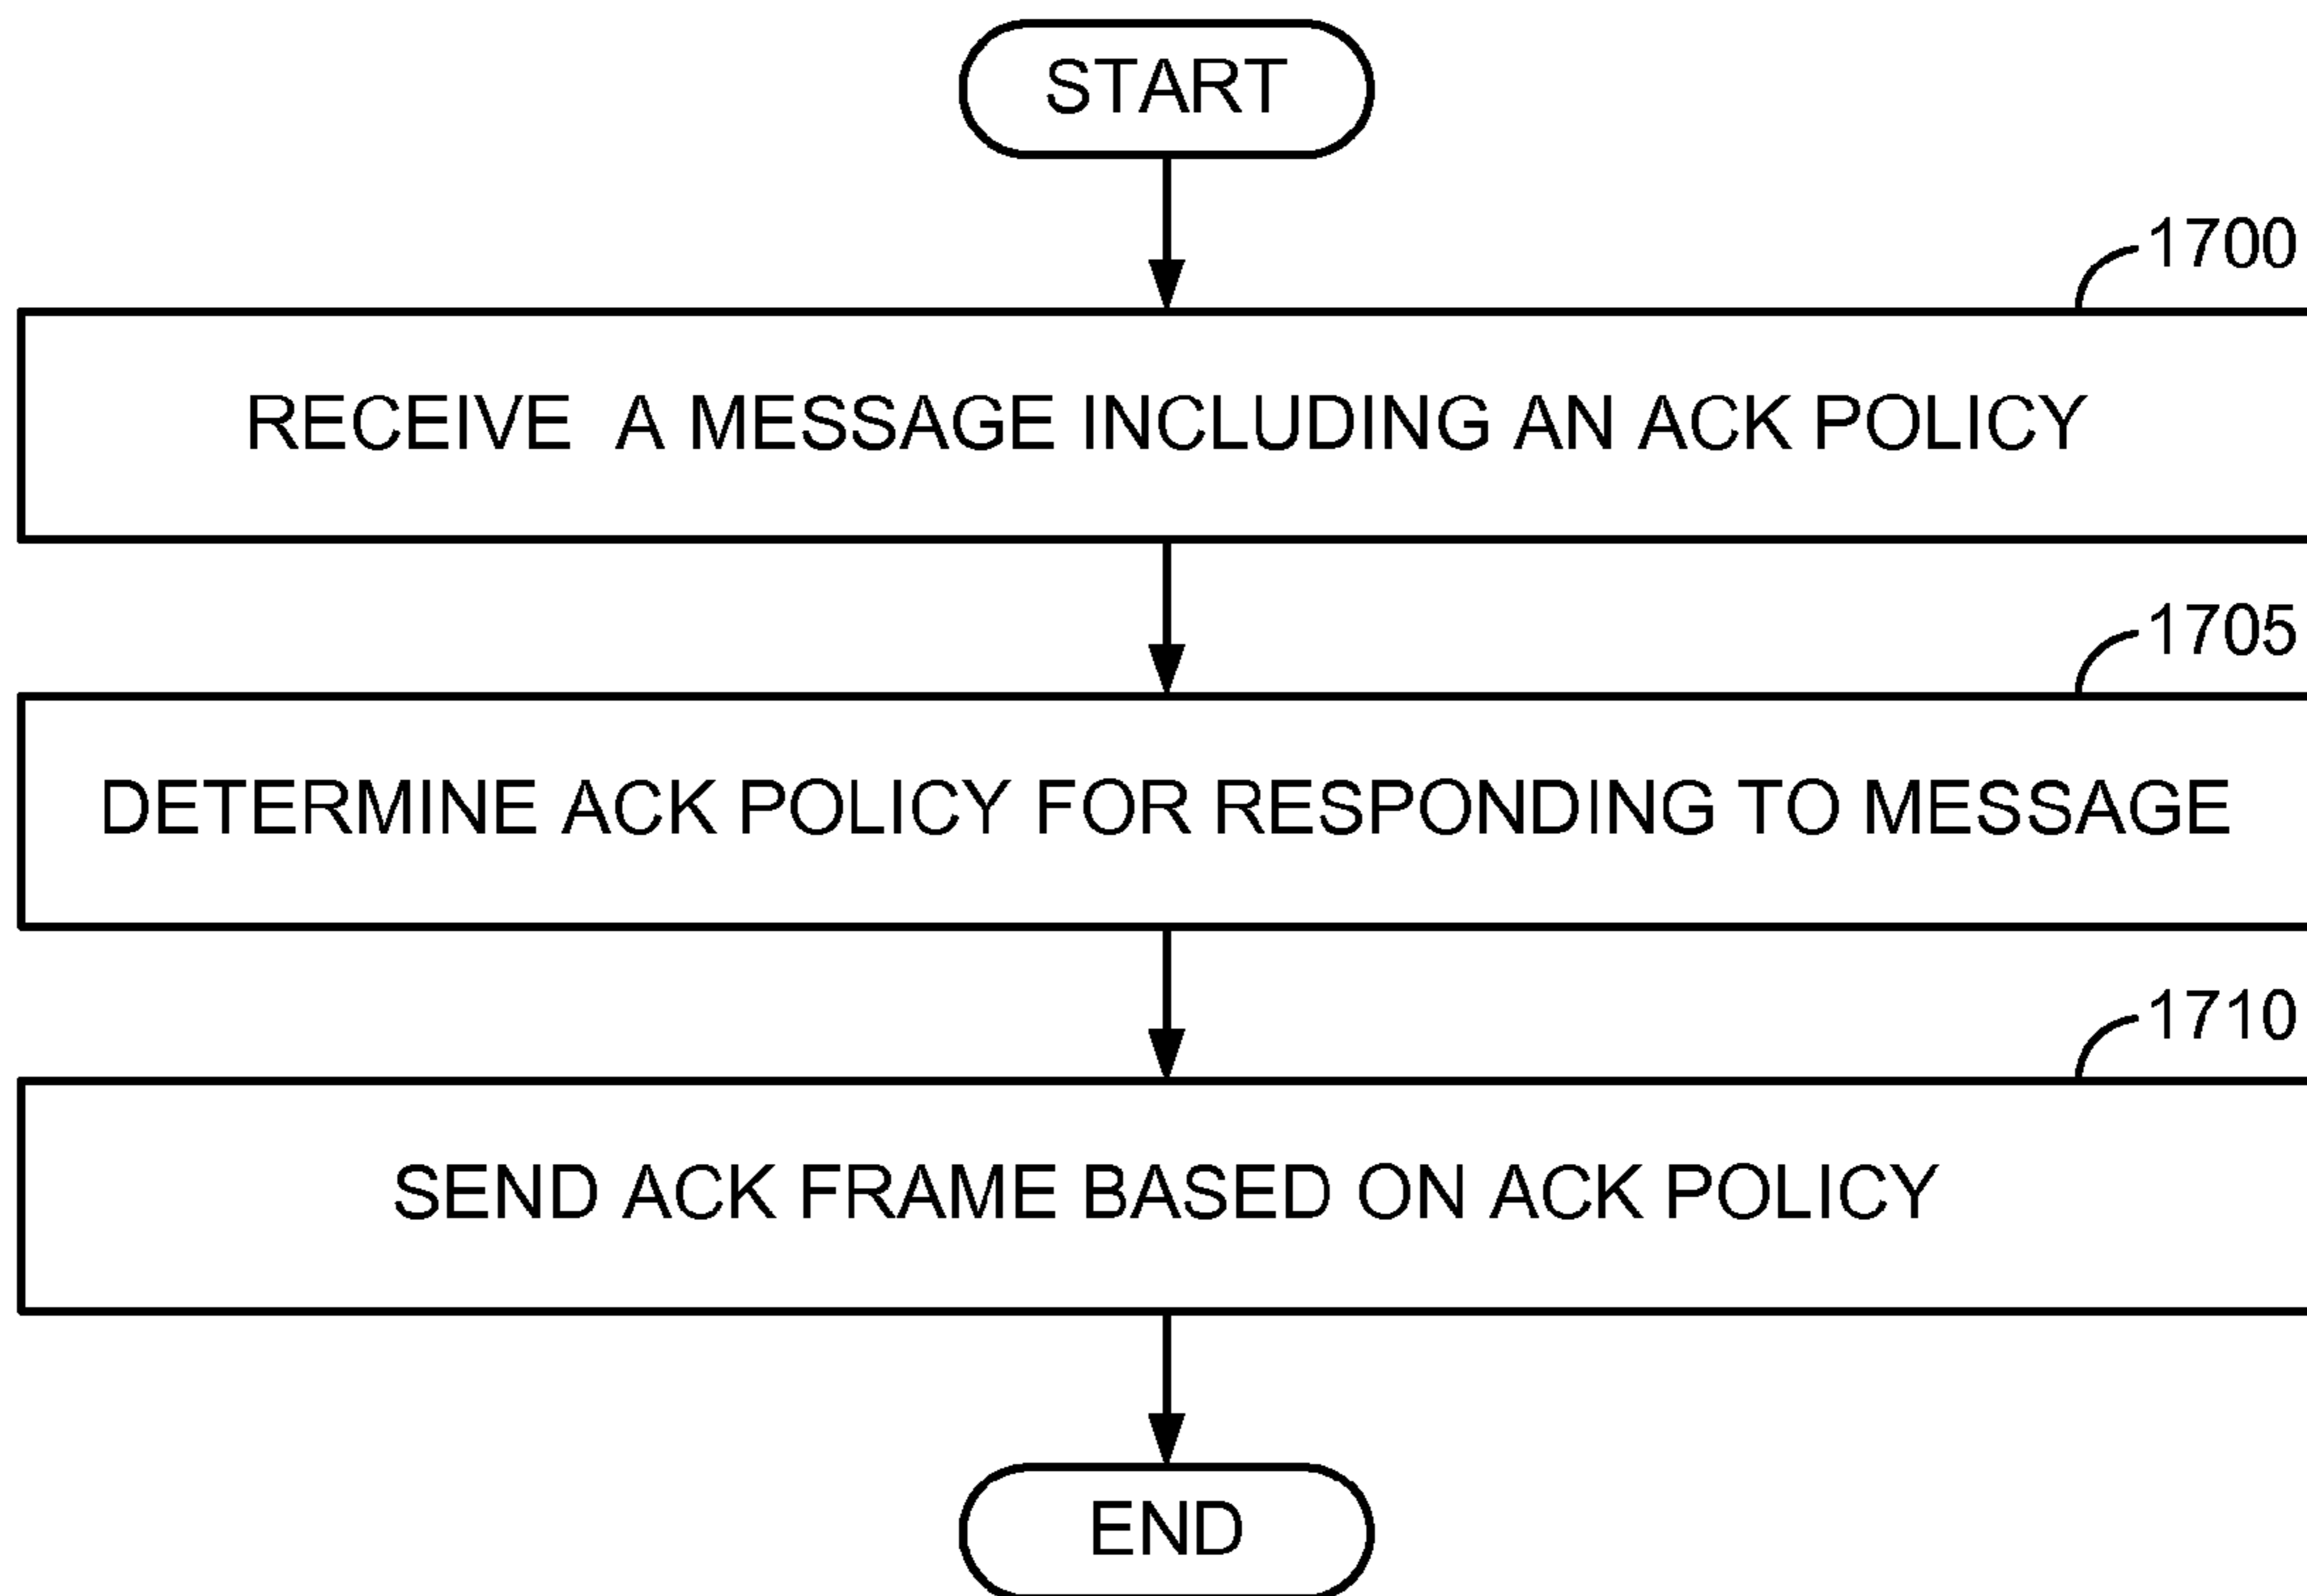 START
1700
RECEIVE A MESSAGE INCLUDING AN ACK POLICY
1705
DETERMINE ACK POLICY FOR RESPONDING TO MESSAGE
1710
SEND ACK FRAME BASED ON ACK POLICY
END